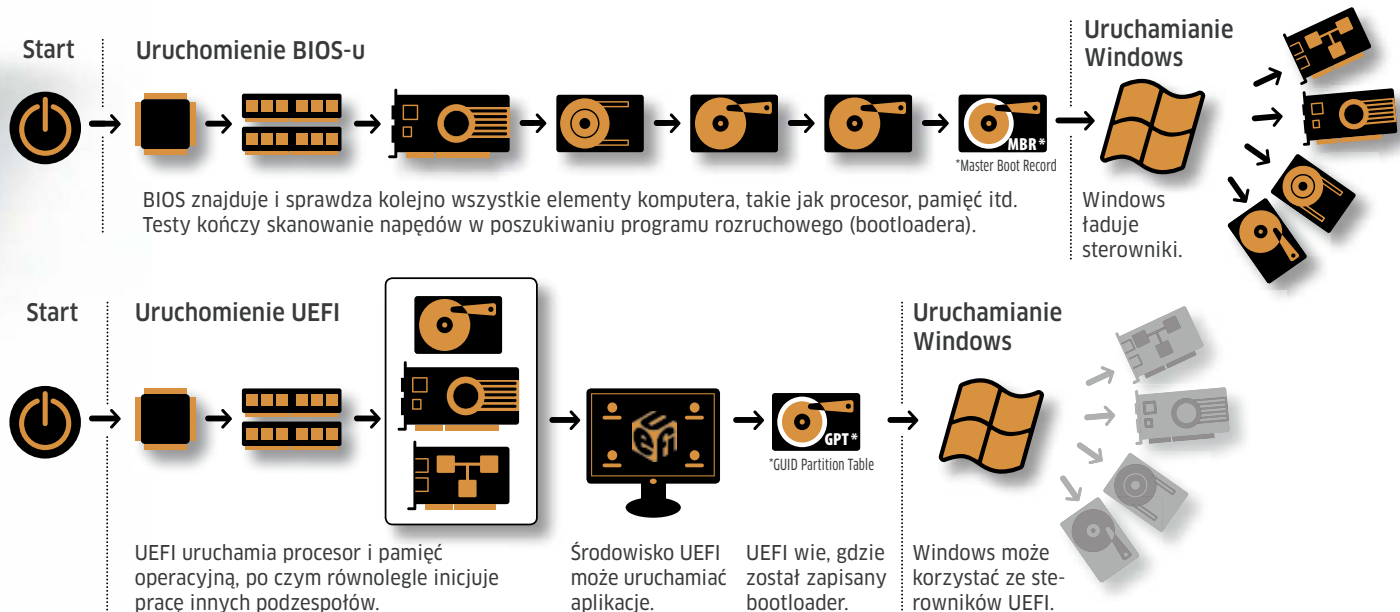 Start
Uruchomienie BIOS-u
Uruchamianie
Windows
MBR*
*Master Boot Record
BIOS znajduje i sprawdza kolejno wszystkie elementy komputera, takie jak procesor, pamięć itd.
Testy kończy skanowanie napędów w poszukiwaniu programu rozruchowego (bootloadera).
Windows
ładuje
sterowniki.
Start
Uruchomienie UEFI
Uruchamianie
Windows
uefi
GPT*
*GUID Partition Table
UEFI uruchamia procesor i pamięć
operacyjną, po czym równolegle inicjuje
pracę innych podzespołów.
Środowisko UEFI
może uruchamiać
aplikacje.
UEFI wie, gdzie
został zapisany
bootloader.
Windows może
korzystać ze ste-
rowników UEFI.